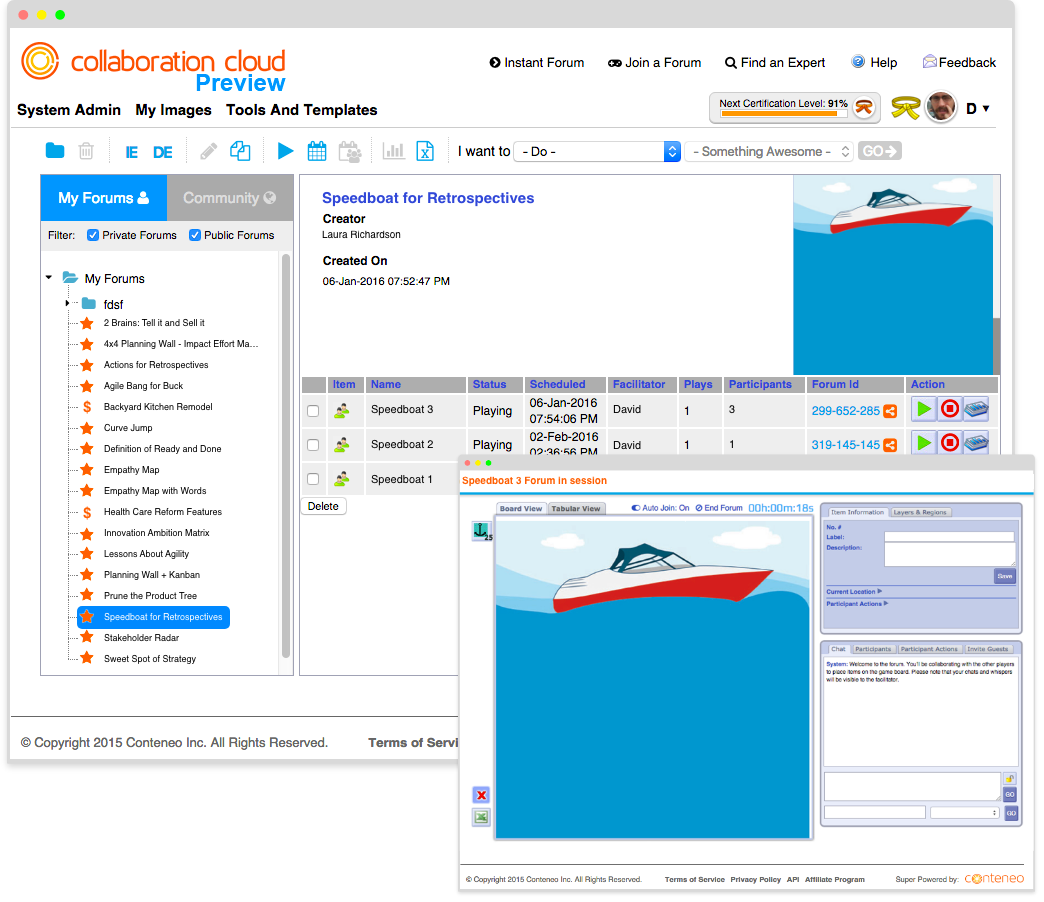 collaboration cloud
Preview
Instant Forum
Join a Forum
Find an Expert
Help
Feedback
System Admin
My Images
Tools And Templates
Next Certification Level: 91%
D
IE
DE
I want to
- Do -
- Something Awesome -
GO
My Forums
Community
Filter:
Private Forums
Public Forums
My Forums
fdsf
2 Brains: Tell it and Sell it
4x4 Planning Wall - Impact Effort Ma...
Actions for Retrospectives
Agile Bang for Buck
Backyard Kitchen Remodel
Curve Jump
Definition of Ready and Done
Empathy Map
Empathy Map with Words
Health Care Reform Features
Innovation Ambition Matrix
Lessons About Agility
Planning Wall + Kanban
Prune the Product Tree
Speedboat for Retrospectives
Stakeholder Radar
Sweet Spot of Strategy
Speedboat for Retrospectives
Creator
Laura Richardson
Created On
06-Jan-2016 07:52:47 PM
Item Name Status Scheduled Facilitator Plays Participants Forum Id Action
Speedboat 3 Playing 06-Jan-2016 07:54:06 PM David 1 3 299-652-285
Speedboat 2 Playing 02-Feb-2016 02:36:56 PM David 1 1 319-145-145
Speedboat 1
Delete
© Copyright 2015 Conteneo Inc. All Rights Reserved.
Terms of Servi
Speedboat 3 Forum in session
Board View
Tabular View
Auto Join: On
End Forum
00h:00m:18s
25
Item Information
Layers & Regions
No. #
Label:
Description:
Save
Current Location
Participant Actions
Chat
Participants
Participant Actions
Invite Guests
System: Welcome to the forum. You'll be collaborating with the other players
to place items on the game board. Please note that your chats and whispers
will be visible to the facilitator.
GO
GO
© Copyright 2015 Conteneo Inc. All Rights Reserved.
Terms of Service
Privacy Policy
API
Affiliate Program
Super Powered by:
conteneo